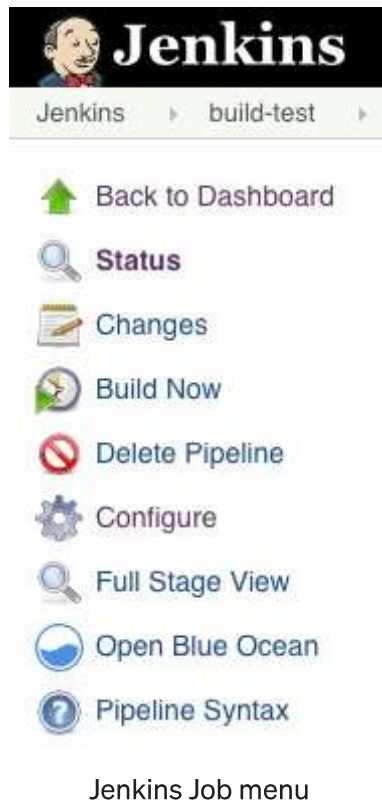 Jenkins
Jenkins build-test
Back to Dashboard
Status
Changes
Build Now
Delete Pipeline
Configure
Full Stage View
Open Blue Ocean
Pipeline Syntax
Jenkins Job menu